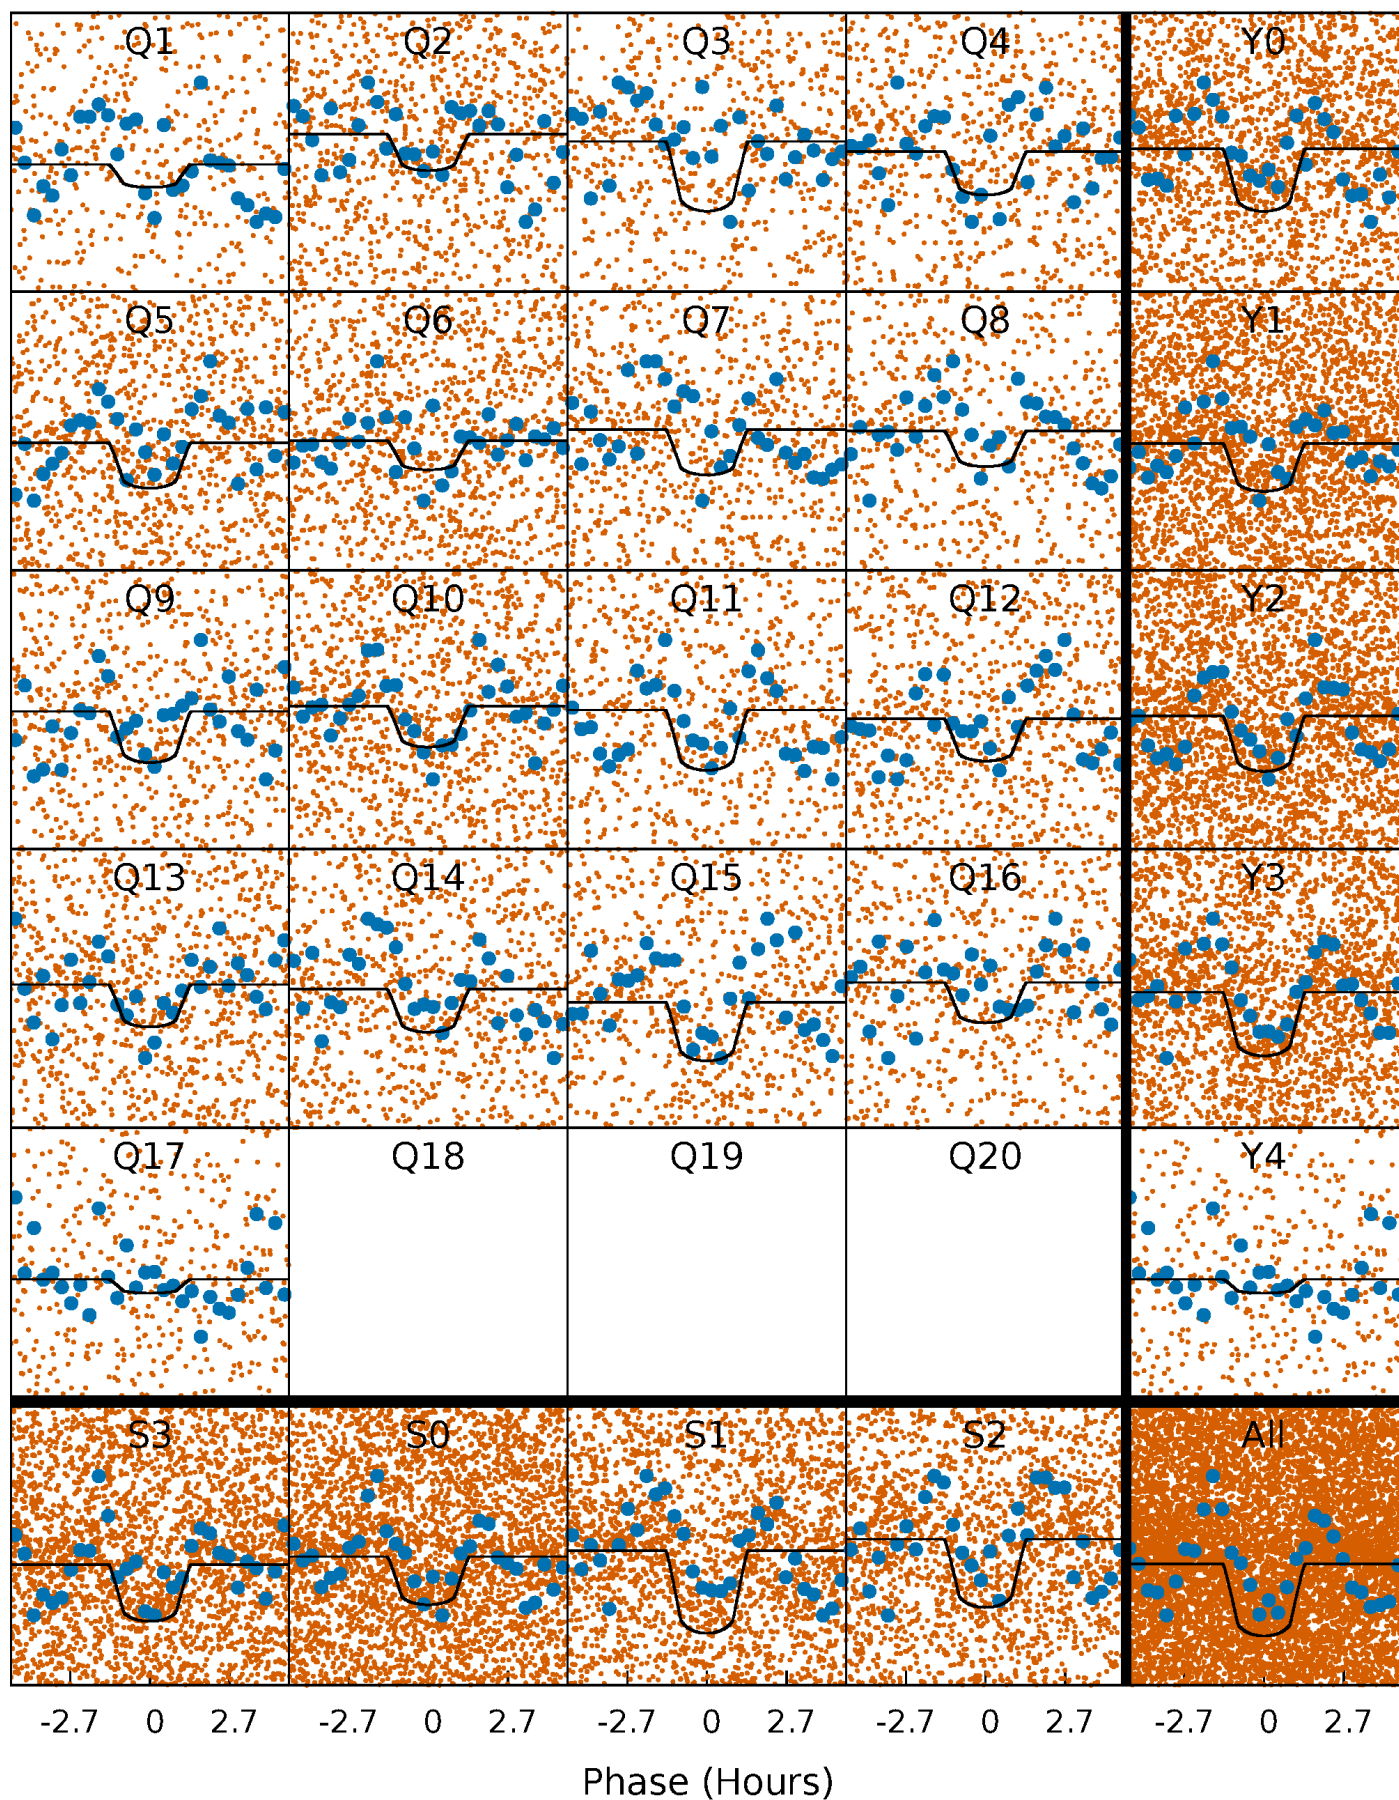 Q1 Q2 Q3 Q4 Y0
Q5 Q6 Q7 Q8 Y1
Q9 Q10 Q11 Q12 Y2
Q13 Q14 Q15 Q16 Y3
Q17 Q18 Q19 Q20 Y4
S3 S0 S1 S2 All
-2.7 0 2.7 -2.7 0 2.7 -2.7 0 2.7 -2.7 0 2.7 -2.7 0 2.7
Phase (Hours)